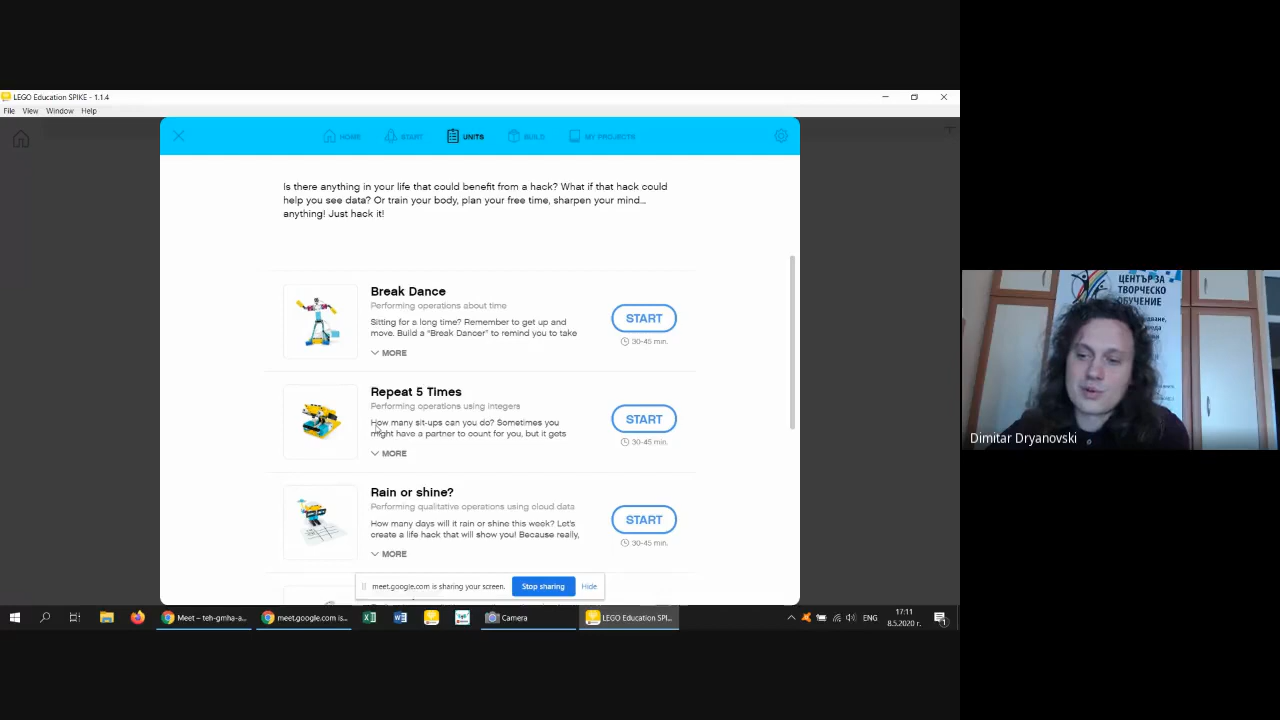 LEGO Education SPIKE - 1.1.4
File View Window Help
HOME START UNITS BUILD MY PROJECTS
Is there anything in your life that could benefit from a hack? What if that hack could
help you see data? Or train your body, plan your free time, sharpen your mind...
anything! Just hack it!
Break Dance
Performing operations about time
Sitting for a long time? Remember to get up and
move. Build a "Break Dancer" to remind you to take
MORE
START
30-45 min.
Repeat 5 Times
Performing operations using integers
How many sit-ups can you do? Sometimes you
might have a partner to count for you, but it gets
MORE
START
30-45 min.
Rain or shine?
Performing qualitative operations using cloud data
How many days will it rain or shine this week? Let's
create a life hack that will show you! Because really,
MORE
START
30-45 min.
meet.google.com is sharing your screen. Stop sharing Hide
Meet – teh-gmha-a... meet.google.com is... Camera LEGO Education SPI... ENG 17:11
8.5.2020 г.
ЦЕНТЪР ЗА
ТВОРЧЕСКО
ОБУЧЕНИЕ
Dimitar Dryanovski